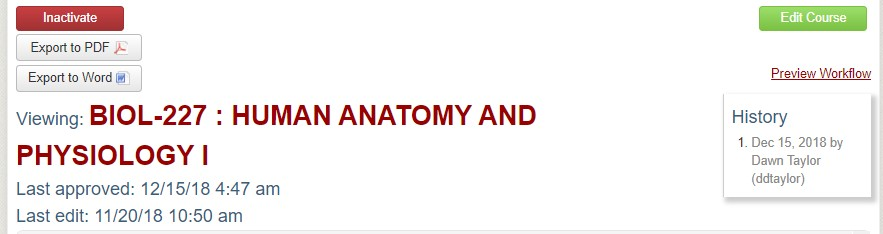 Inactivate
Edit Course
Export to PDF
Export to Word
Preview Workflow
Viewing: BIOL-227 : HUMAN ANATOMY AND
PHYSIOLOGY I
Last approved: 12/15/18 4:47 am
Last edit: 11/20/18 10:50 am
History
1. Dec 15, 2018 by
Dawn Taylor
(ddtaylor)